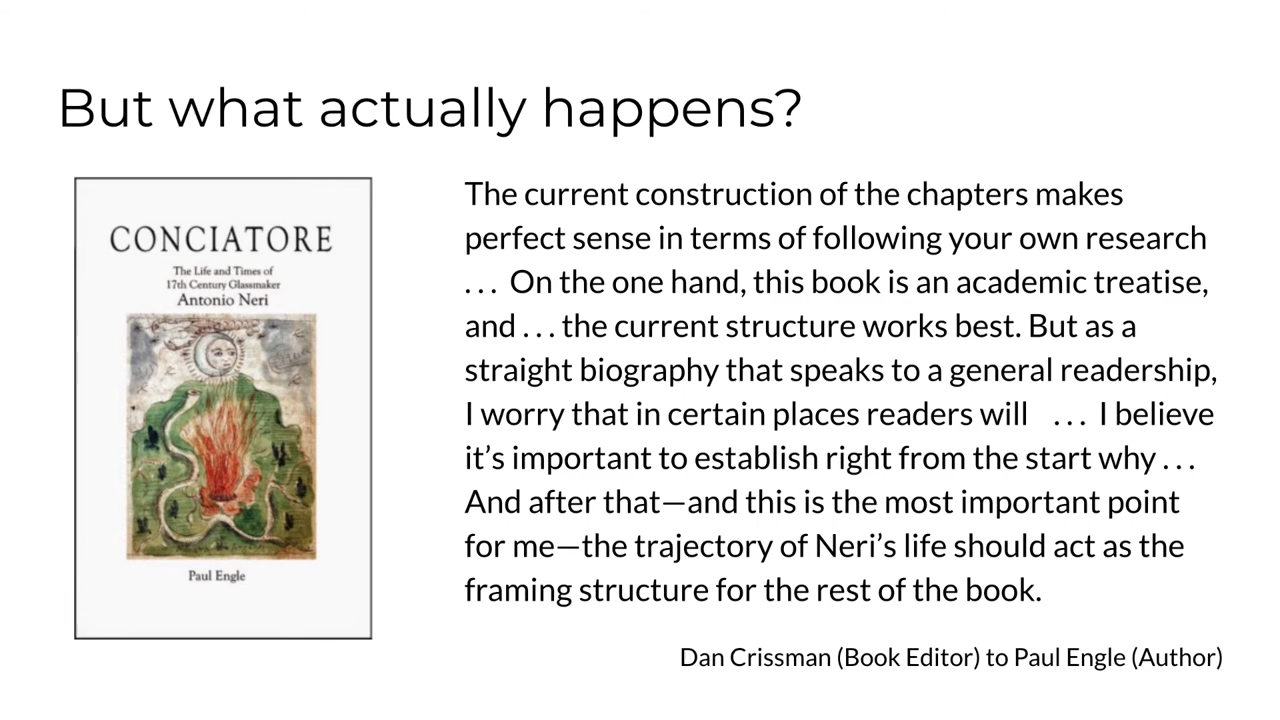 But what actually happens?
CONCIATORE
The Life and Times of
17th Century Glassmaker
Antonio Neri
Paul Engle
The current construction of the chapters makes
perfect sense in terms of following your own research
. . . On the one hand, this book is an academic treatise,
and . . . the current structure works best. But as a
straight biography that speaks to a general readership,
I worry that in certain places readers will . . . I believe
it’s important to establish right from the start why . . .
And after that—and this is the most important point
for me—the trajectory of Neri’s life should act as the
framing structure for the rest of the book.
Dan Crissman (Book Editor) to Paul Engle (Author)